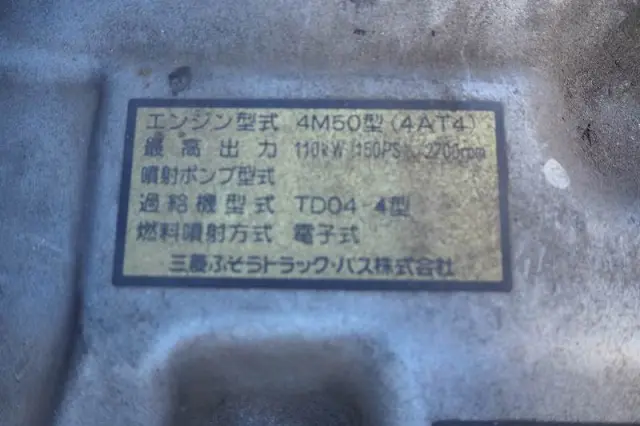 エンジン型式 4M50型(4AT4)
最高出力 110kW/150PS/ 2700rpm
噴射ポンプ型式
過給機型式 TD04-4型
燃料噴射方式 電子式
三菱ふそうトラック・バス株式会社